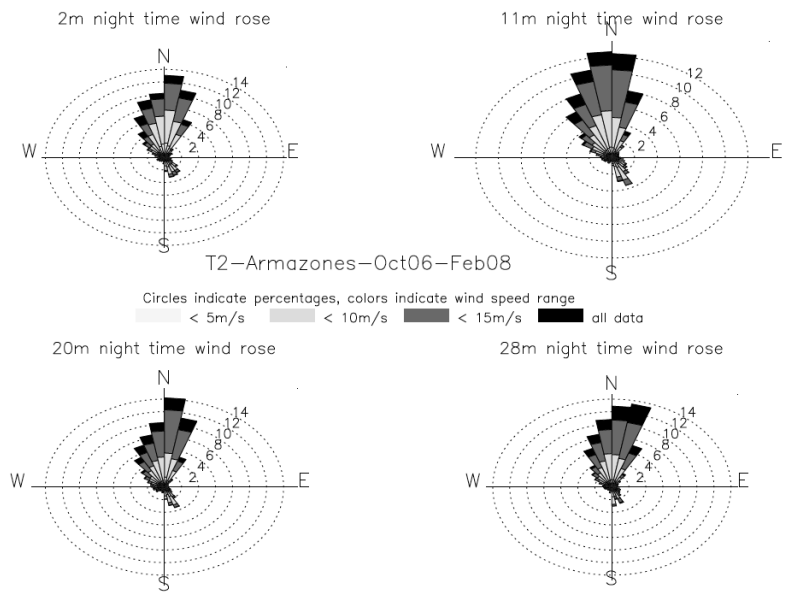 2m night time wind rose
11m night time wind rose
N
14
12
10
8
6
4
2
W
E
S
N
12
10
8
6
4
2
W
E
S
T2-Armazones-Oct06-Feb08
Circles indicate percentages, colors indicate wind speed range
< 5m/s
< 10m/s
< 15m/s
all data
20m night time wind rose
28m night time wind rose
N
14
12
10
8
6
4
2
W
E
S
N
14
12
10
8
6
4
2
W
E
S